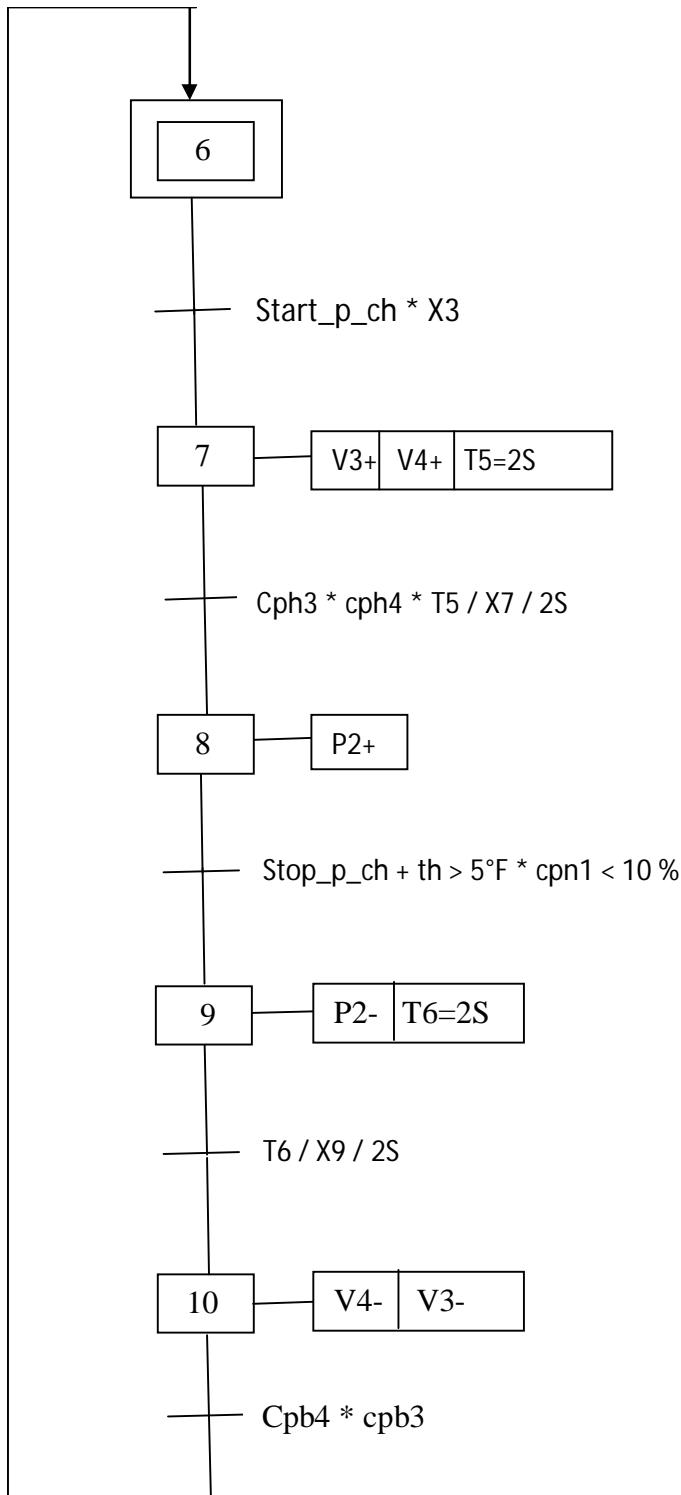 6
Start_p_ch * X3
7 V3+ V4+ T5=2S
Cph3 * cph4 * T5 / X7 / 2S
8 P2+
Stop_p_ch + th > 5°F * cpn1 < 10 %
9 P2- T6=2S
T6 / X9 / 2S
10 V4- V3-
Cpb4 * cpb3